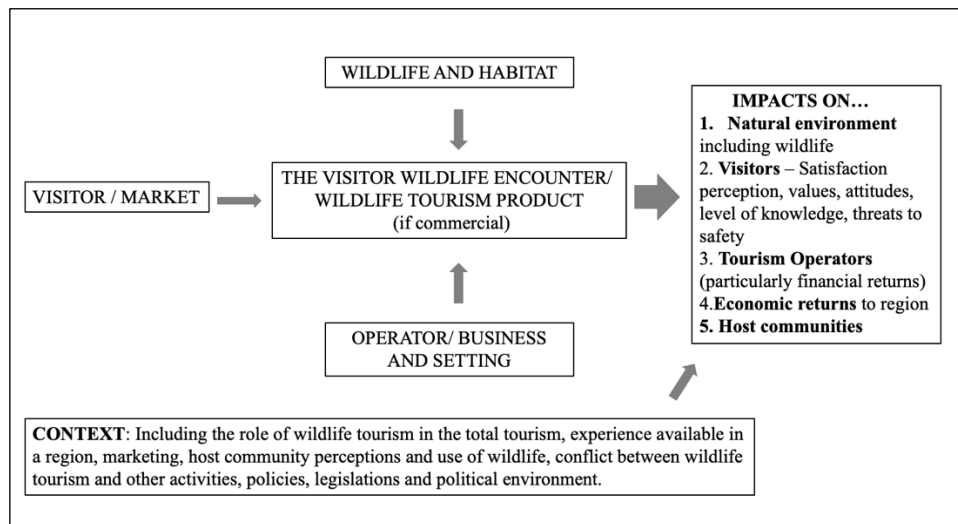 WILDLIFE AND HABITAT
VISITOR / MARKET
THE VISITOR WILDLIFE ENCOUNTER/
WILDLIFE TOURISM PRODUCT
(if commercial)
OPERATOR/ BUSINESS
AND SETTING
IMPACTS ON…
1. Natural environment
including wildlife
2. Visitors – Satisfaction
perception, values, attitudes,
level of knowledge, threats to
safety
3. Tourism Operators
(particularly financial returns)
4.Economic returns to region
5. Host communities
CONTEXT: Including the role of wildlife tourism in the total tourism, experience available in
a region, marketing, host community perceptions and use of wildlife, conflict between wildlife
tourism and other activities, policies, legislations and political environment.